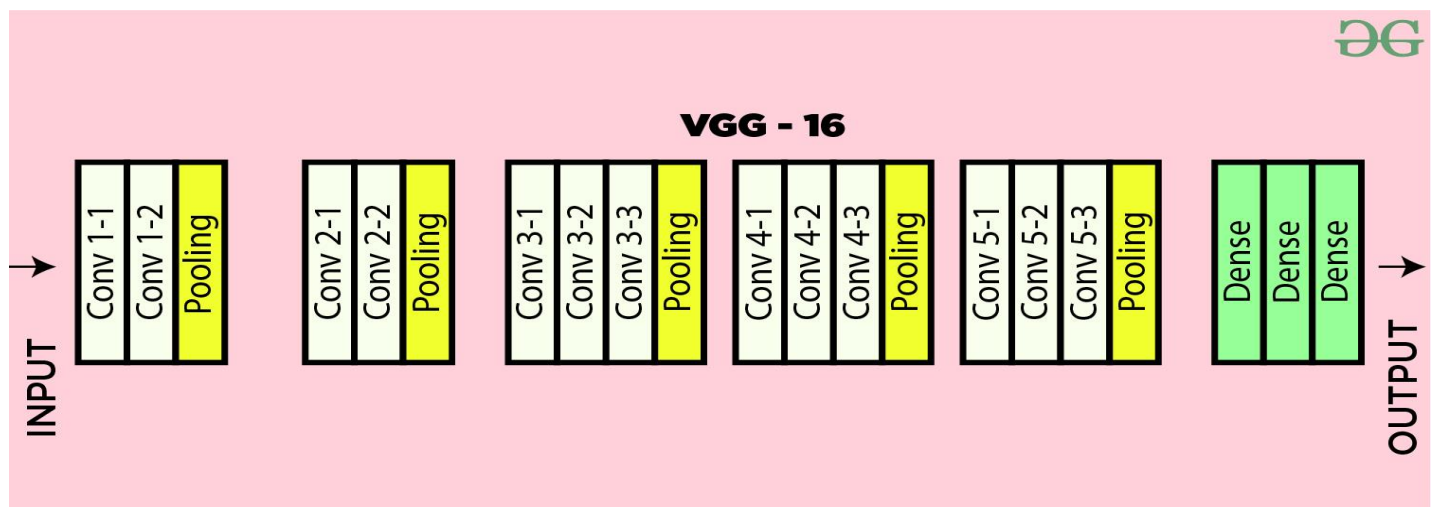 VGG - 16
INPUT
Conv 1-1
Conv 1-2
Pooling
Conv 2-1
Conv 2-2
Pooling
Conv 3-1
Conv 3-2
Conv 3-3
Pooling
Conv 4-1
Conv 4-2
Conv 4-3
Pooling
Conv 5-1
Conv 5-2
Conv 5-3
Pooling
Dense
Dense
Dense
OUTPUT